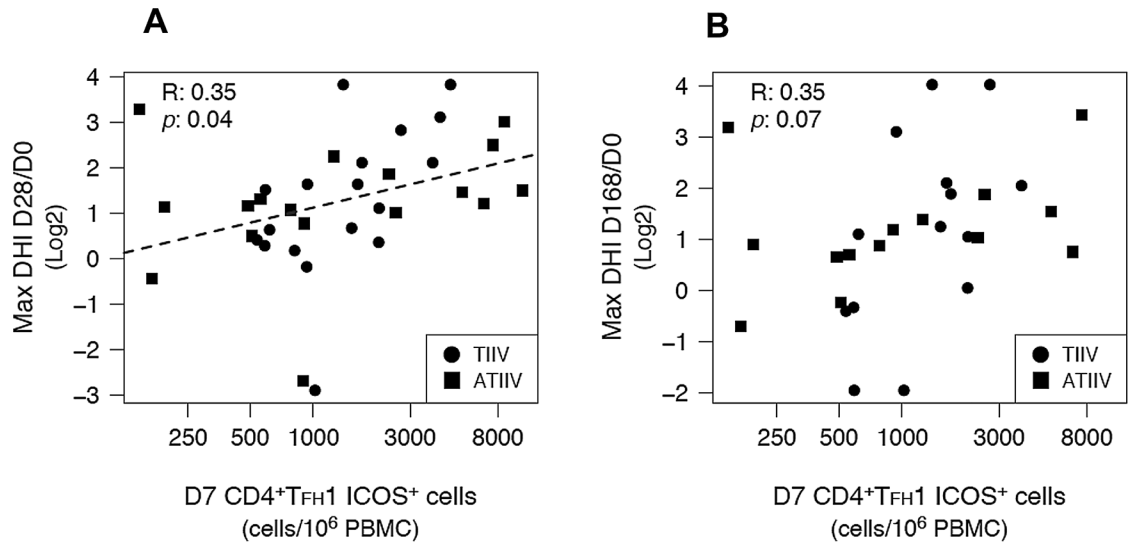 A
Max DHI D28/D0
(Log2)
4
3
2
1
0
−1
−2
−3
R: 0.35
p: 0.04
TIIV
ATIIV
250 500 1000 3000 8000
D7 CD4⁺TFH1 ICOS⁺ cells
(cells/10⁶ PBMC)
B
Max DHI D168/D0
(Log2)
4
3
2
1
0
−1
−2
R: 0.35
p: 0.07
TIIV
ATIIV
250 500 1000 3000 8000
D7 CD4⁺TFH1 ICOS⁺ cells
(cells/10⁶ PBMC)